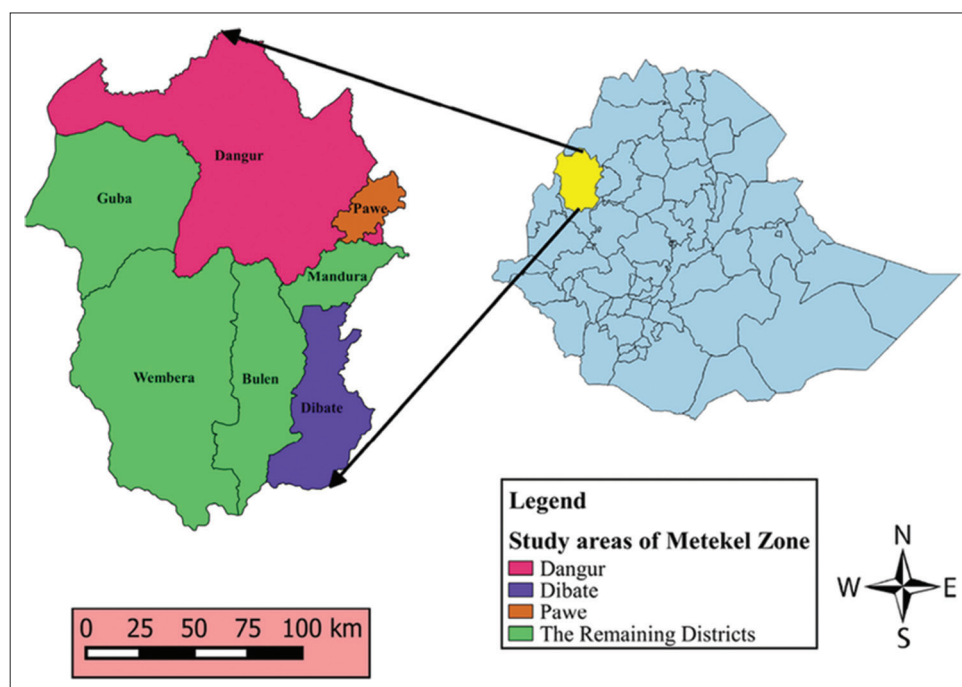 Dangur
Guba
Pawe
Mandura
Wembera
Bulen
Dibate
Legend
Study areas of Metekel Zone
Dangur
Dibate
Pawe
The Remaining Districts
N
W E
S
0 25 50 75 100 km